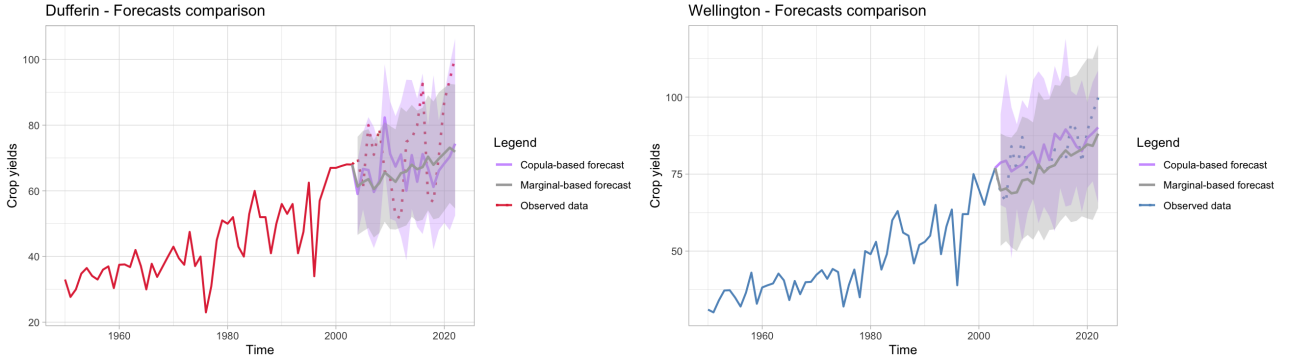 Dufferin - Forecasts comparison
Crop yields
100
80
60
40
20
1960
1980
2000
2020
Time
Legend
Copula-based forecast
Marginal-based forecast
Observed data
Wellington - Forecasts comparison
Crop yields
100
75
50
1960
1980
2000
2020
Time
Legend
Copula-based forecast
Marginal-based forecast
Observed data